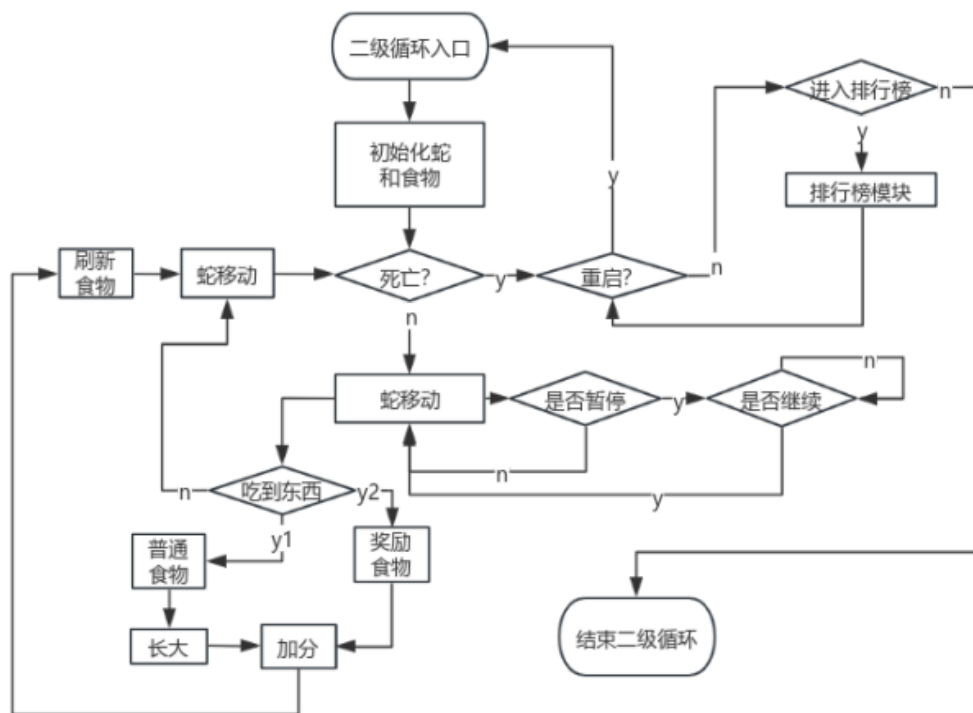 二级循环入口
进入排行榜
n
y
初始化蛇
和食物
y
排行榜模块
刷新
食物
蛇移动
死亡?
y
重启?
n
n
n
蛇移动
是否暂停
y
是否继续
n
吃到东西
y2
n
y
y1
普通
食物
奖励
食物
长大
加分
结束二级循环